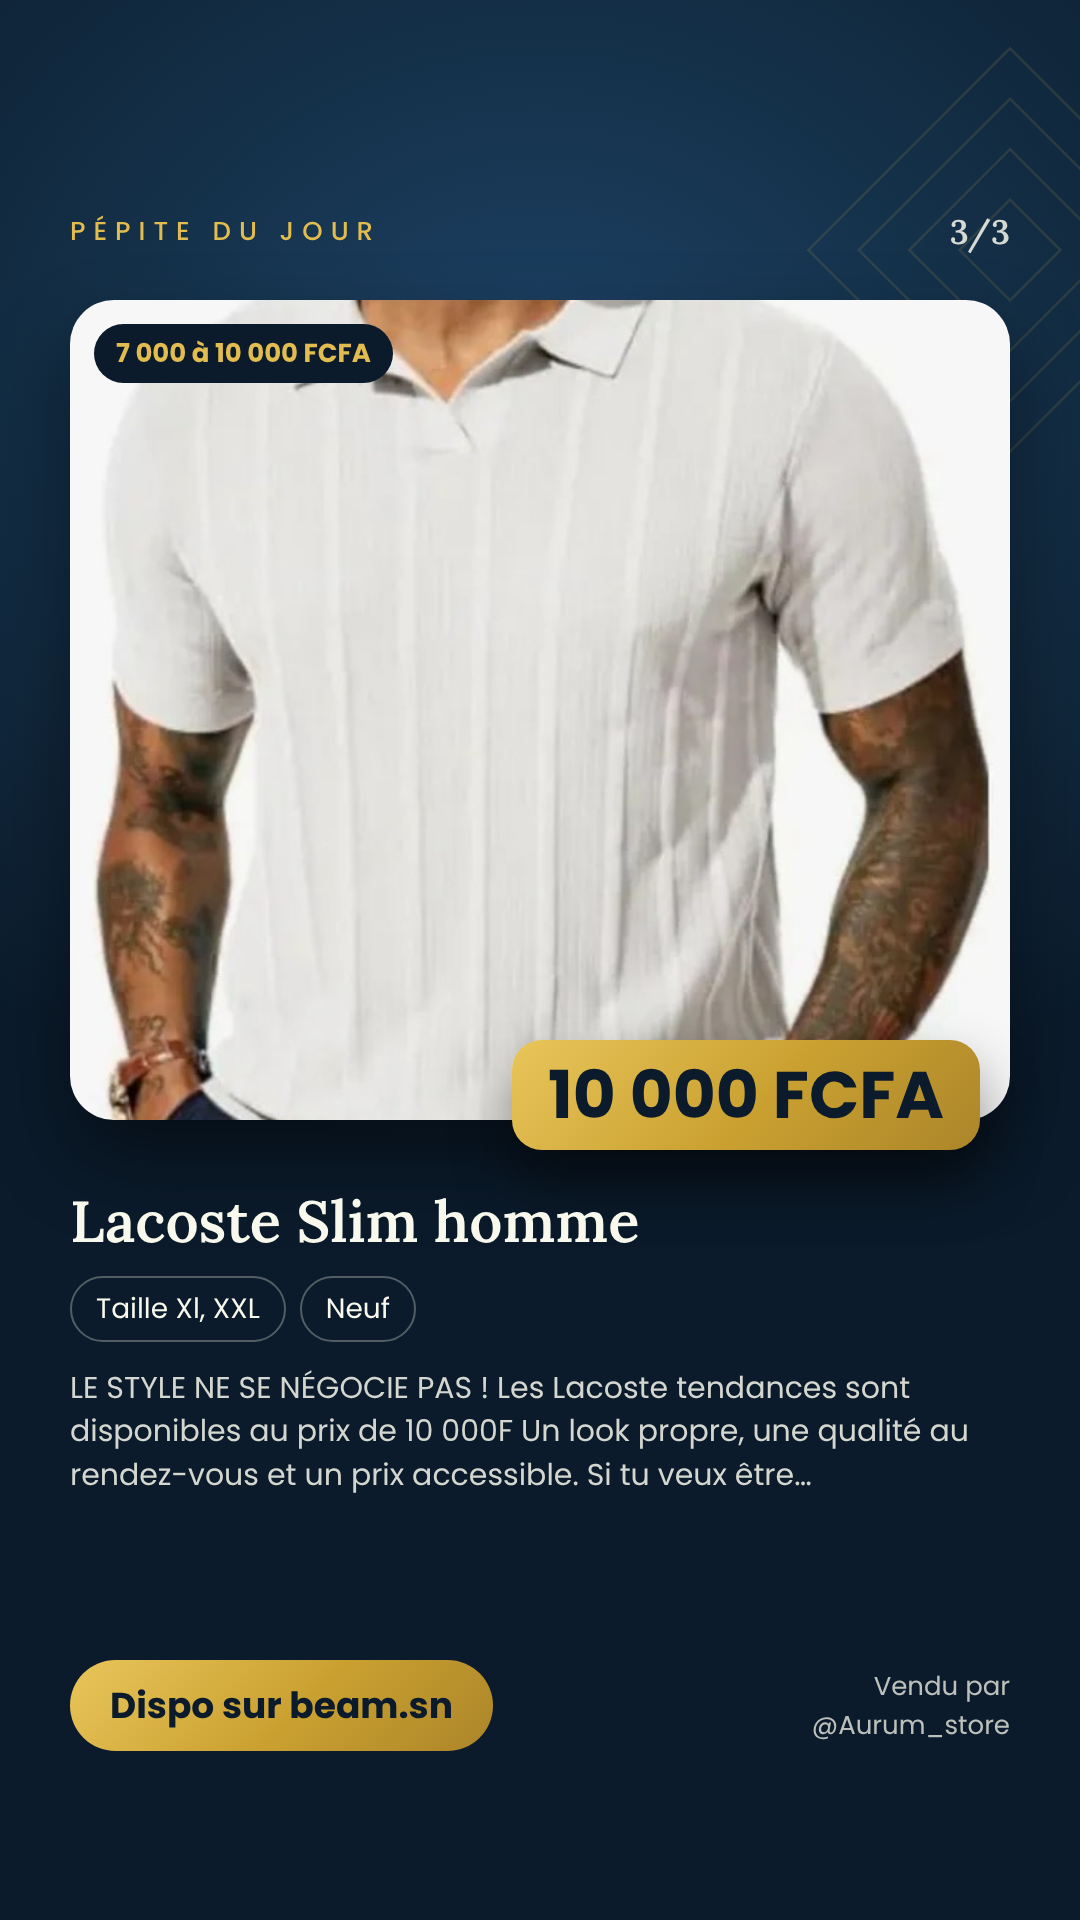 PÉPITE DU JOUR
3/3
7 000 à 10 000 FCFA
10 000 FCFA
Lacoste Slim homme
Taille Xl, XXL
Neuf
LE STYLE NE SE NÉGOCIE PAS ! Les Lacoste tendances sont
disponibles au prix de 10 000F Un look propre, une qualité au
rendez-vous et un prix accessible. Si tu veux être...
Dispo sur beam.sn
Vendu par
@Aurum_store